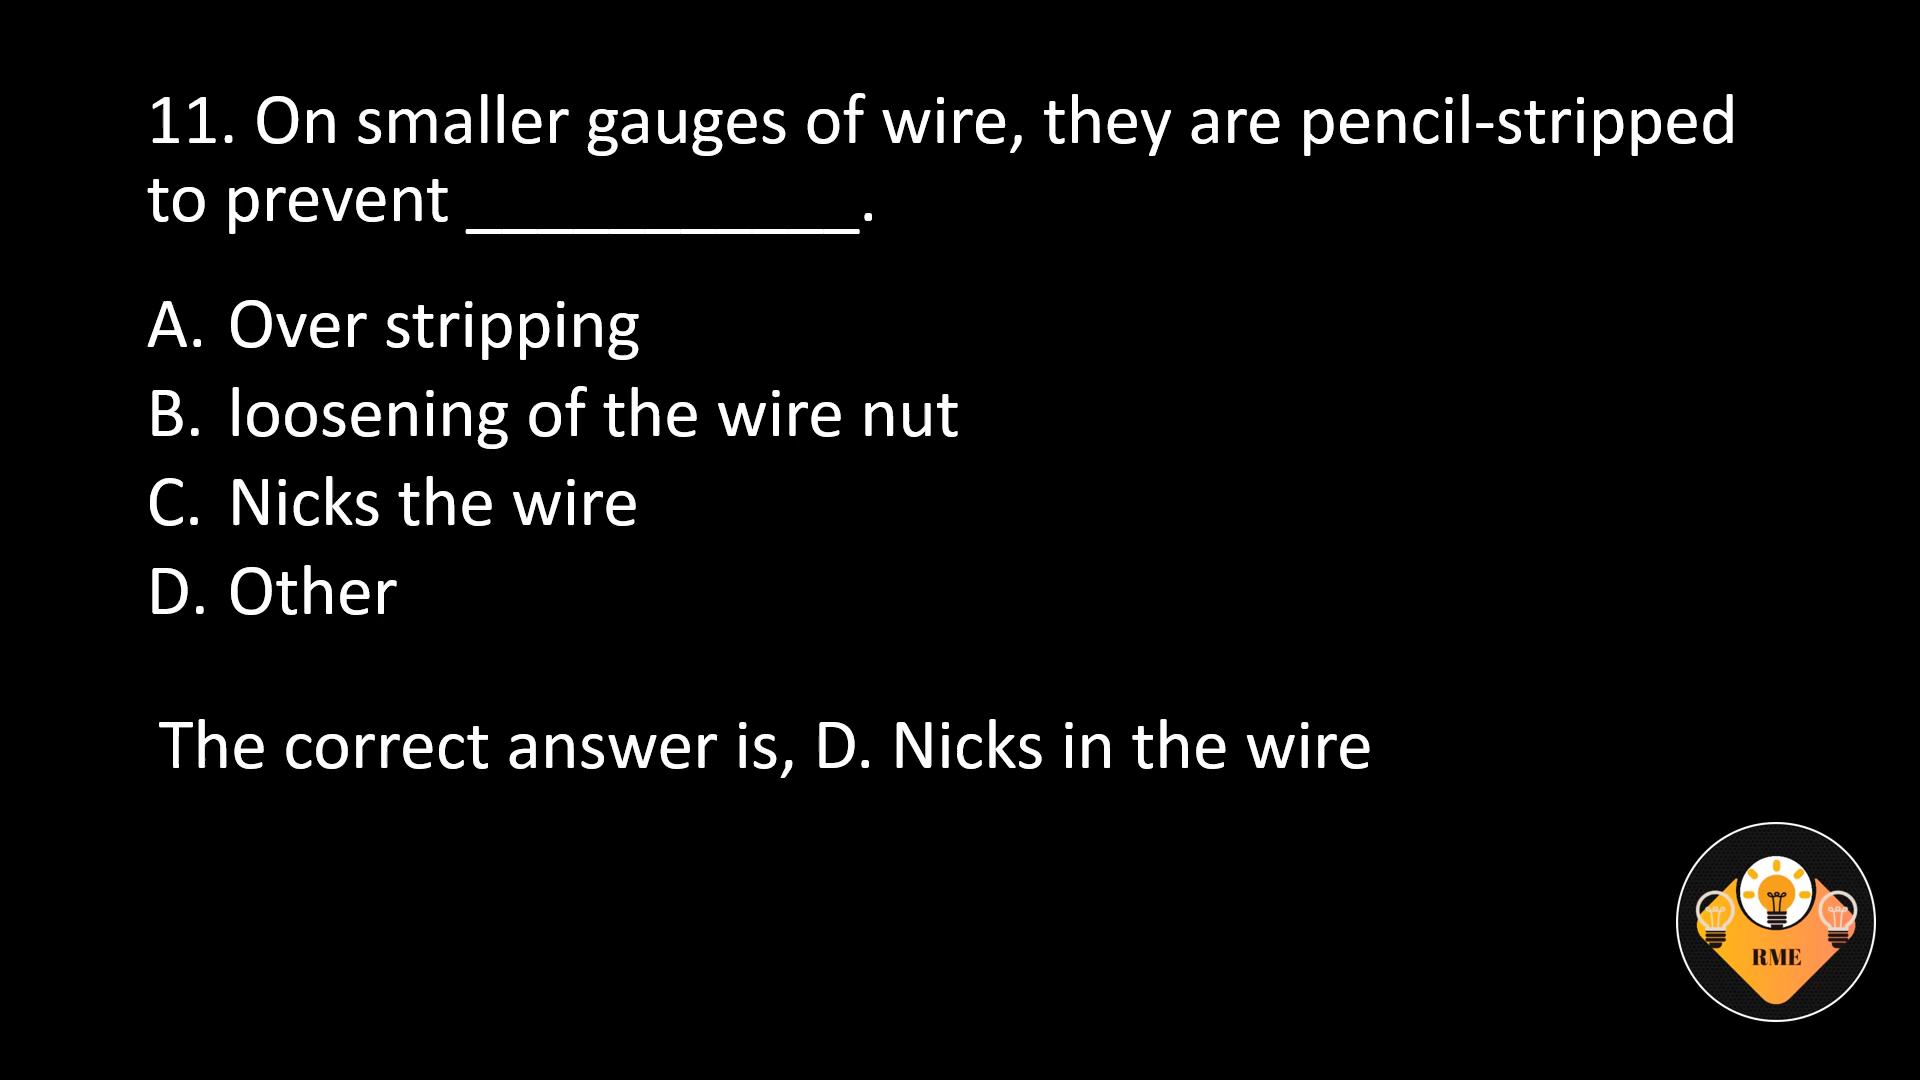 11. On smaller gauges of wire, they are pencil-stripped
to prevent ___________.
A. Over stripping
B. loosening of the wire nut
C. Nicks the wire
D. Other
The correct answer is, D. Nicks in the wire
RME